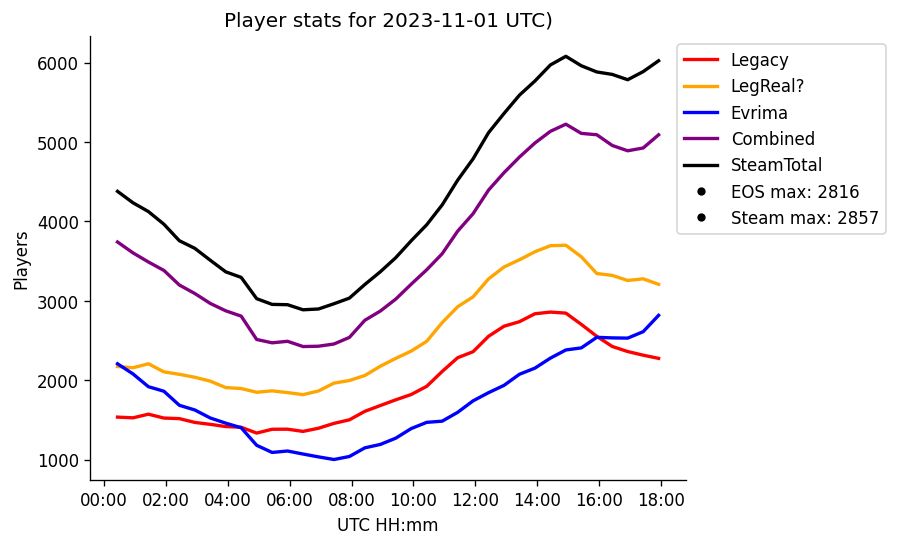 Player stats for 2023-11-01 UTC)
Players
6000
5000
4000
3000
2000
1000
00:00 02:00 04:00 06:00 08:00 10:00 12:00 14:00 16:00 18:00
UTC HH:mm
Legacy
LegReal?
Evrima
Combined
SteamTotal
EOS max: 2816
Steam max: 2857